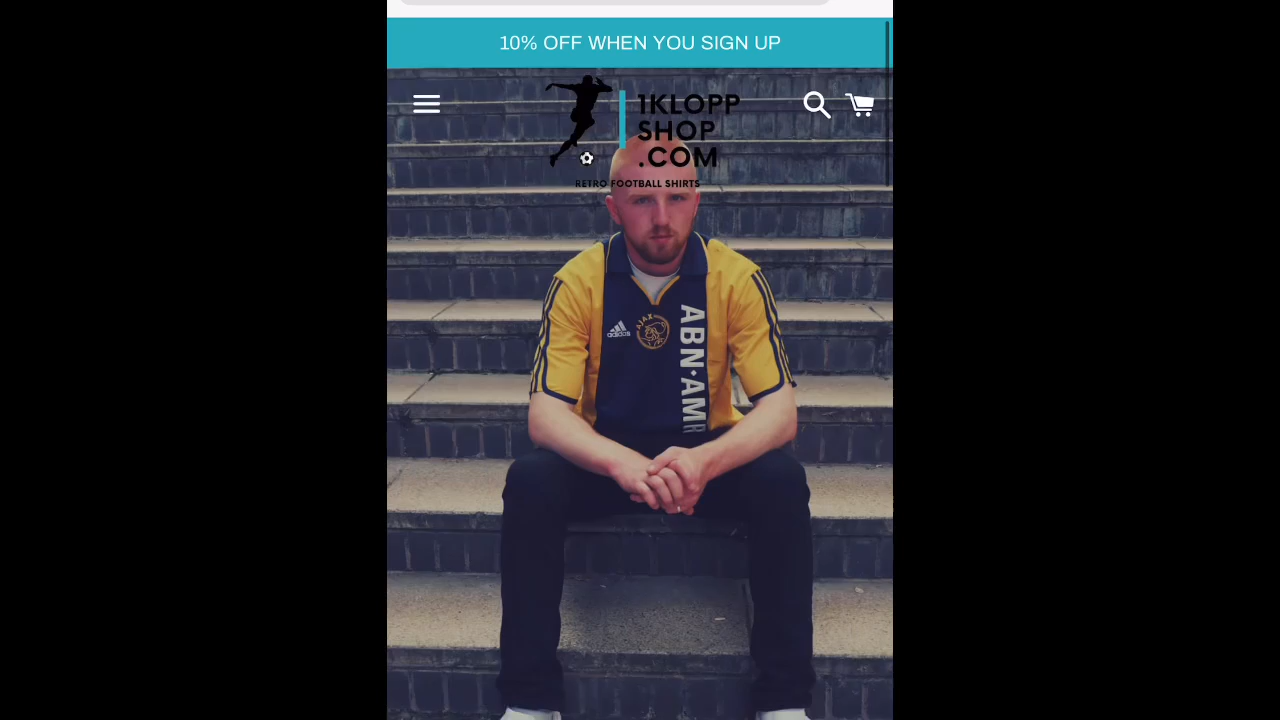 10% OFF WHEN YOU SIGN UP
1KLOPP
SHOP
.COM
RETRO FOOTBALL SHIRTS
adidas
AJAX
ABN·AMR